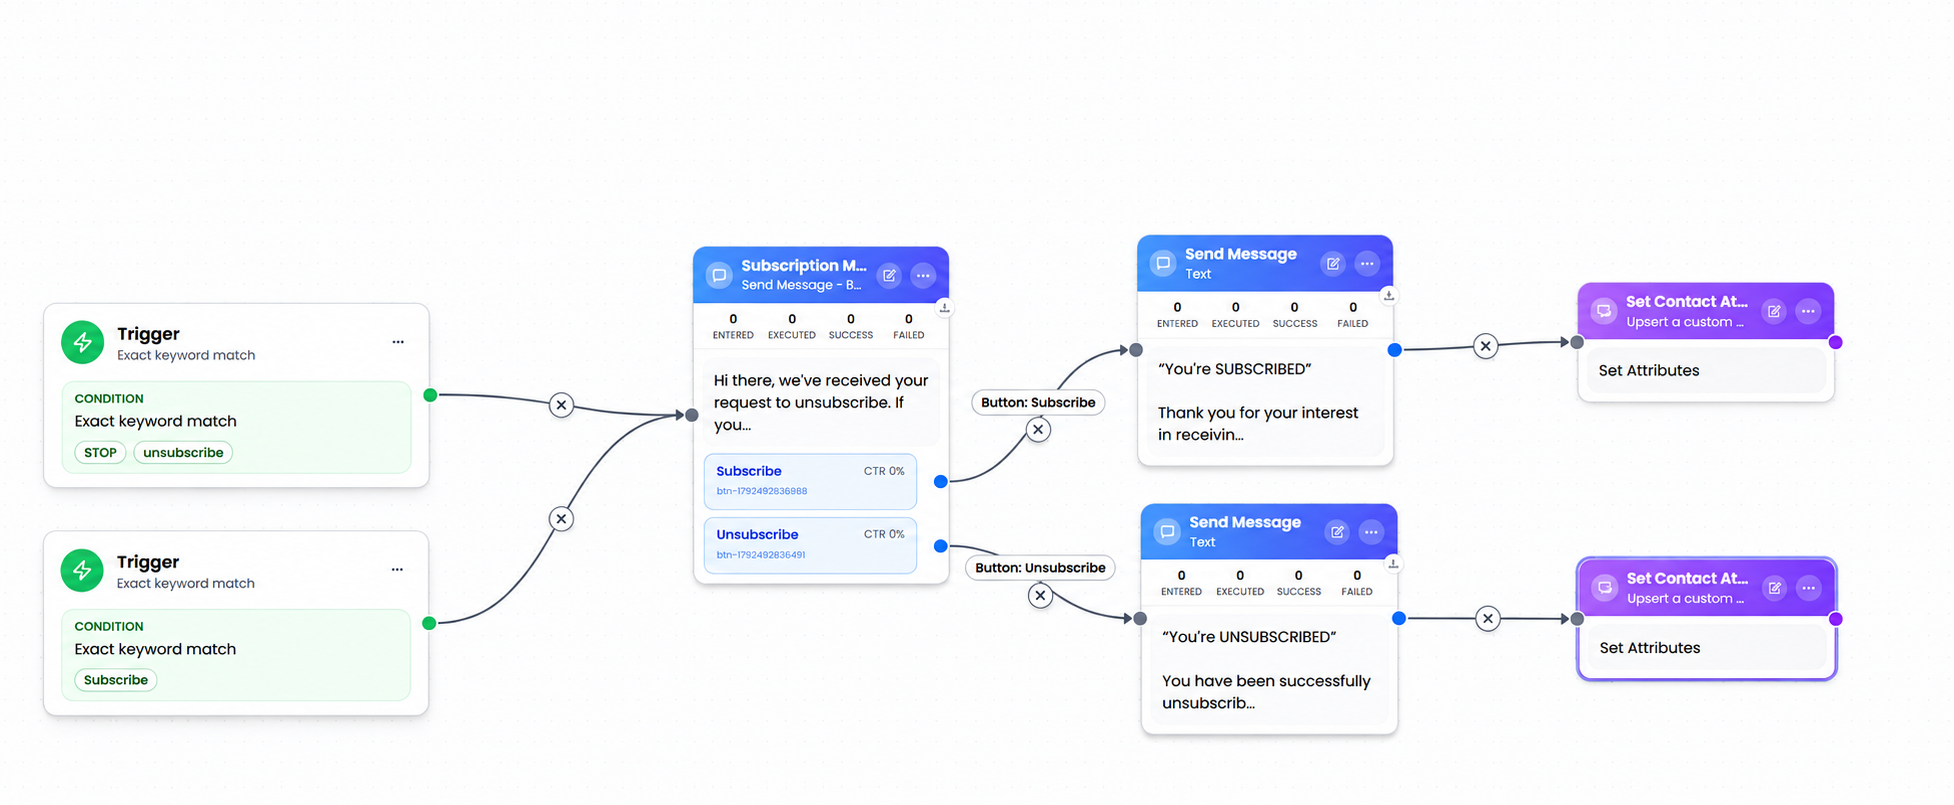 Trigger
Exact keyword match
CONDITION
Exact keyword match
STOP unsubscribe
Trigger
Exact keyword match
CONDITION
Exact keyword match
Subscribe
Subscription M...
Send Message - B...
0 0 0 0
ENTERED EXECUTED SUCCESS FAILED
Hi there, we've received your
request to unsubscribe. If
you...
Subscribe CTR 0%
btn-1792492836988
Unsubscribe CTR 0%
btn-1792492836491
Button: Subscribe
Button: Unsubscribe
Send Message
Text
0 0 0 0
ENTERED EXECUTED SUCCESS FAILED
“You're SUBSCRIBED”
Thank you for your interest
in receivin...
Send Message
Text
0 0 0 0
ENTERED EXECUTED SUCCESS FAILED
“You're UNSUBSCRIBED”
You have been successfully
unsubscrib...
Set Contact At...
Upsert a custom ...
Set Attributes
Set Contact At...
Upsert a custom ...
Set Attributes